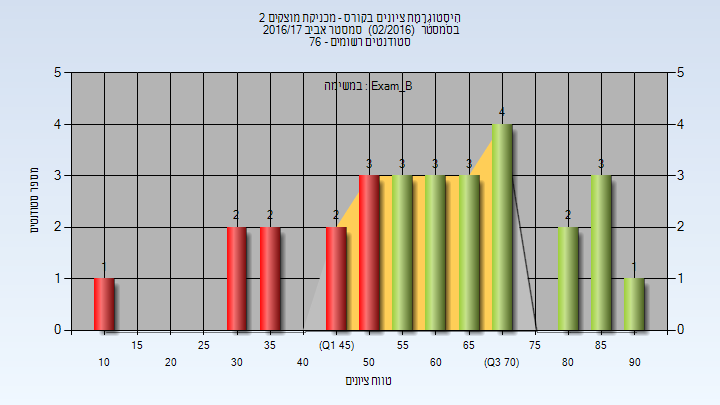 הִיסְטוֹגְרָמַת ציונים בקורס - מכניקת מוצקים 2
בסמסטר (02/2016) סמסטר אביב 2016/17
סטודנטים רשומים - 76
במשימה : Exam_B
מספר סטודנטים
5 5
4 4
3 3
2 2
1 1
0 0
1 2 2 2 3 3 3 3 4 2 3 1
15 25 35 (Q1 45) 55 65 75 85
10 20 30 40 50 60 (Q3 70) 80 90
טווח ציונים